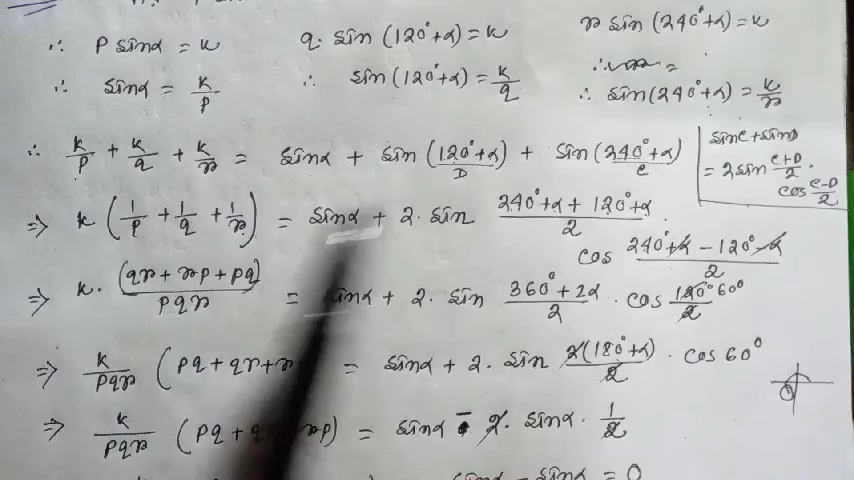 ∴ p sinα = k   q. sin(120°+α) = k   r sin(240°+α) = k
∴ sinα = k/p   ∴ sin(120°+α) = k/q   ∴ sin(240°+α) = k/r
∴ k/p + k/q + k/r = sinα + sin(120°+α) + sin(240°+α)
D C
sinC + sinD
= 2 sin (C+D)/2 .
cos (C-D)/2
⇒ k (1/p + 1/q + 1/r) = sinα + 2. sin (240°+α + 120°+α)/2 .
cos (240°+α - 120°-α)/2
⇒ k. (qr + rp + pq)/pqr = sinα + 2. sin (360°+2α)/2 . cos 120°/2 60°
⇒ k/pqr (pq + qr + = sinα + 2. sin 2(180°+α)/2 . cos 60°
⇒ k/pqr (pq + rp) = sinα - 2. sinα . 1/2
sinα - sinα = 0